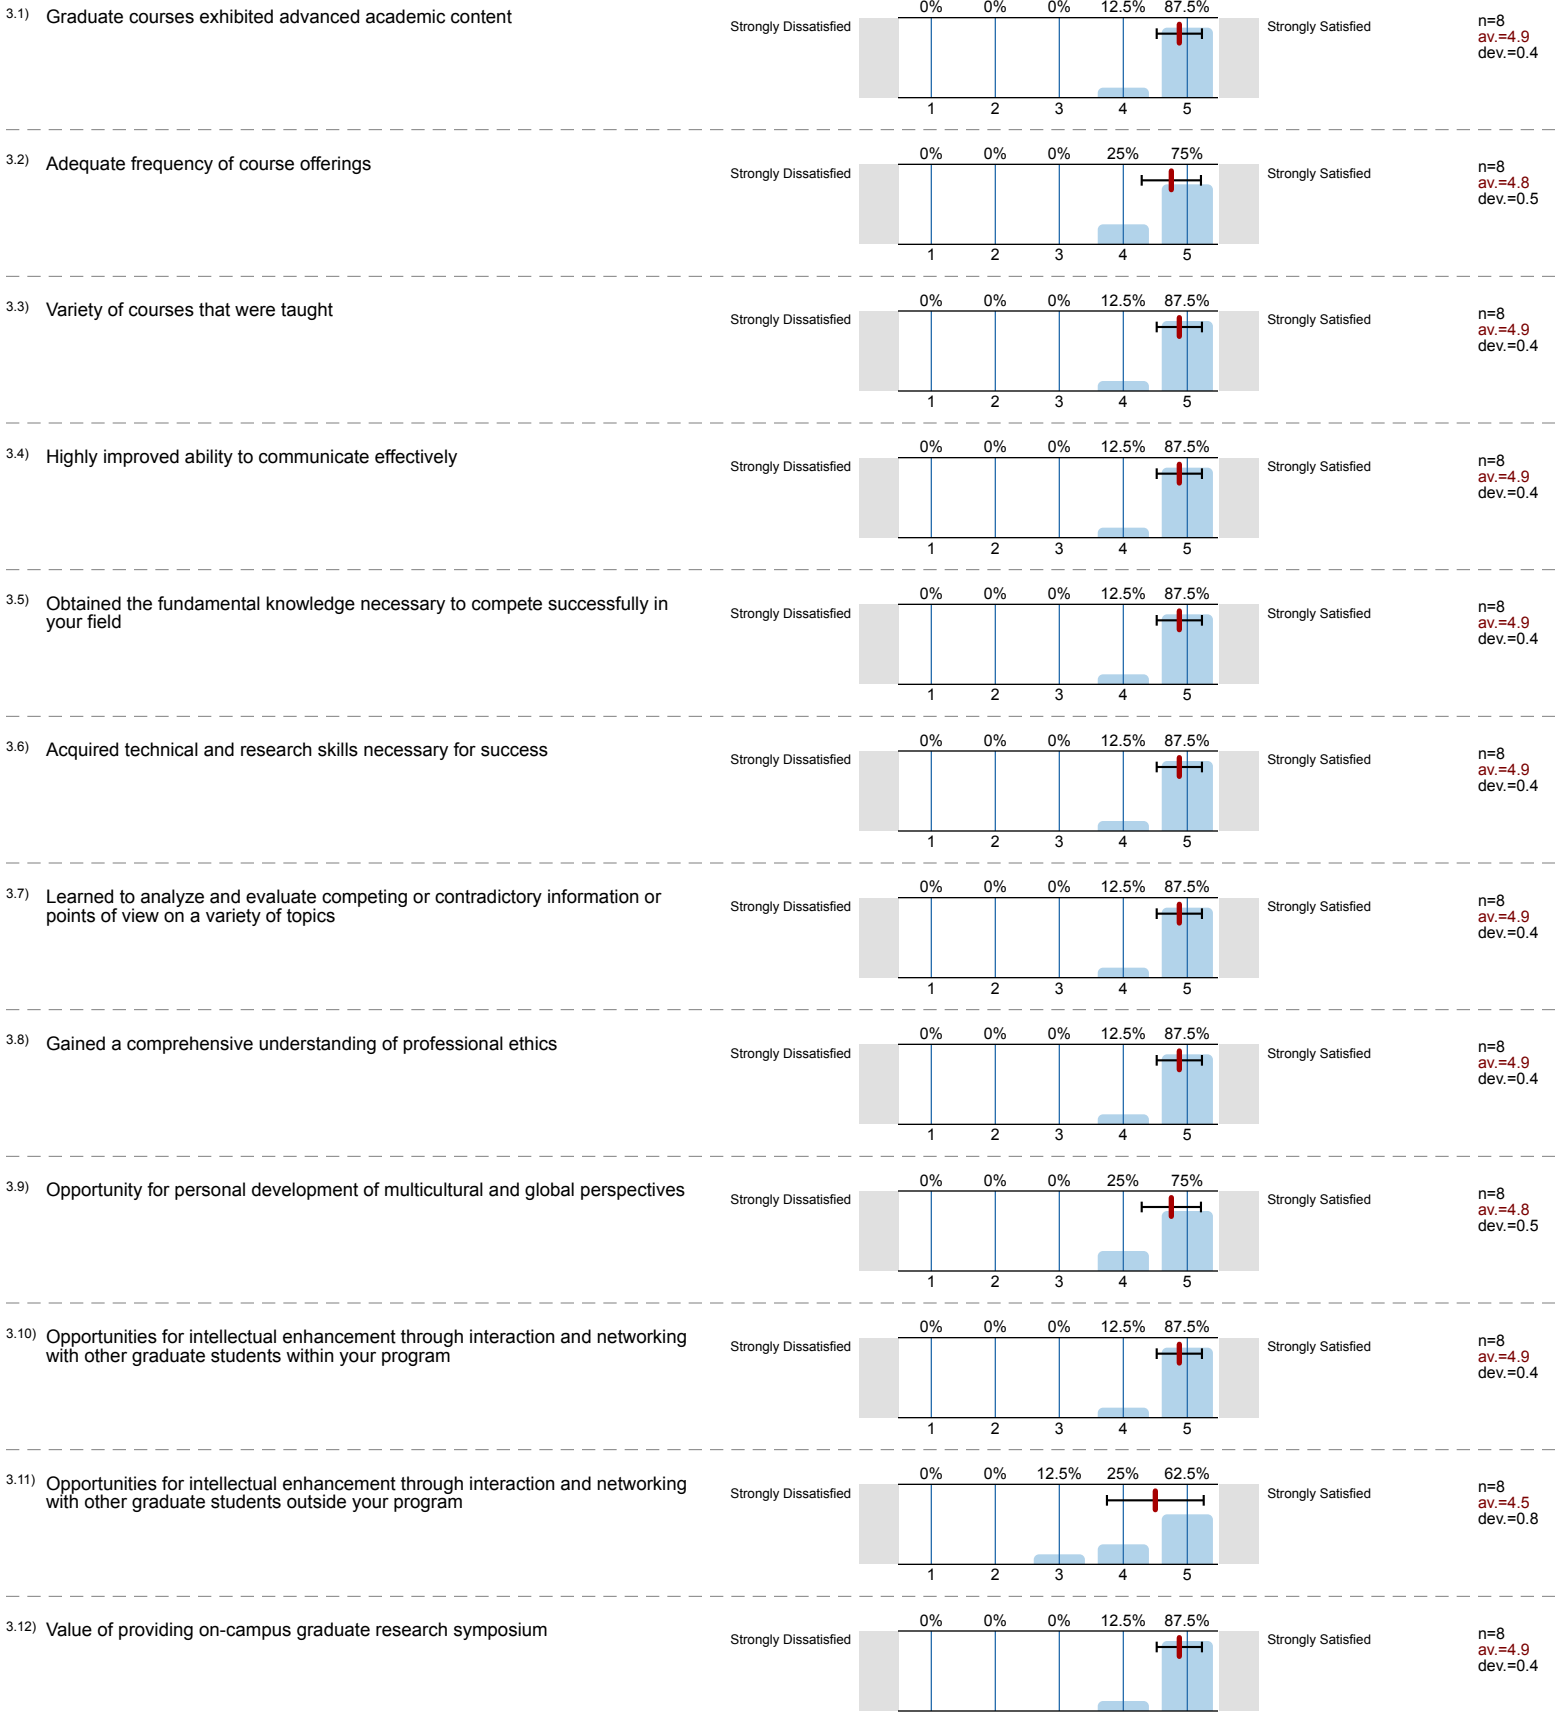 3.1) Graduate courses exhibited advanced academic content
0% 0% 0% 12.5% 87.5%
Strongly Dissatisfied Strongly Satisfied
n=8
av.=4.9
dev.=0.4
1 2 3 4 5
3.2) Adequate frequency of course offerings
0% 0% 0% 25% 75%
Strongly Dissatisfied Strongly Satisfied
n=8
av.=4.8
dev.=0.5
1 2 3 4 5
3.3) Variety of courses that were taught
0% 0% 0% 12.5% 87.5%
Strongly Dissatisfied Strongly Satisfied
n=8
av.=4.9
dev.=0.4
1 2 3 4 5
3.4) Highly improved ability to communicate effectively
0% 0% 0% 12.5% 87.5%
Strongly Dissatisfied Strongly Satisfied
n=8
av.=4.9
dev.=0.4
1 2 3 4 5
3.5) Obtained the fundamental knowledge necessary to compete successfully in
your field
0% 0% 0% 12.5% 87.5%
Strongly Dissatisfied Strongly Satisfied
n=8
av.=4.9
dev.=0.4
1 2 3 4 5
3.6) Acquired technical and research skills necessary for success
0% 0% 0% 12.5% 87.5%
Strongly Dissatisfied Strongly Satisfied
n=8
av.=4.9
dev.=0.4
1 2 3 4 5
3.7) Learned to analyze and evaluate competing or contradictory information or
points of view on a variety of topics
0% 0% 0% 12.5% 87.5%
Strongly Dissatisfied Strongly Satisfied
n=8
av.=4.9
dev.=0.4
1 2 3 4 5
3.8) Gained a comprehensive understanding of professional ethics
0% 0% 0% 12.5% 87.5%
Strongly Dissatisfied Strongly Satisfied
n=8
av.=4.9
dev.=0.4
1 2 3 4 5
3.9) Opportunity for personal development of multicultural and global perspectives
0% 0% 0% 25% 75%
Strongly Dissatisfied Strongly Satisfied
n=8
av.=4.8
dev.=0.5
1 2 3 4 5
3.10) Opportunities for intellectual enhancement through interaction and networking
with other graduate students within your program
0% 0% 0% 12.5% 87.5%
Strongly Dissatisfied Strongly Satisfied
n=8
av.=4.9
dev.=0.4
1 2 3 4 5
3.11) Opportunities for intellectual enhancement through interaction and networking
with other graduate students outside your program
0% 0% 12.5% 25% 62.5%
Strongly Dissatisfied Strongly Satisfied
n=8
av.=4.5
dev.=0.8
1 2 3 4 5
3.12) Value of providing on-campus graduate research symposium
0% 0% 0% 12.5% 87.5%
Strongly Dissatisfied Strongly Satisfied
n=8
av.=4.9
dev.=0.4